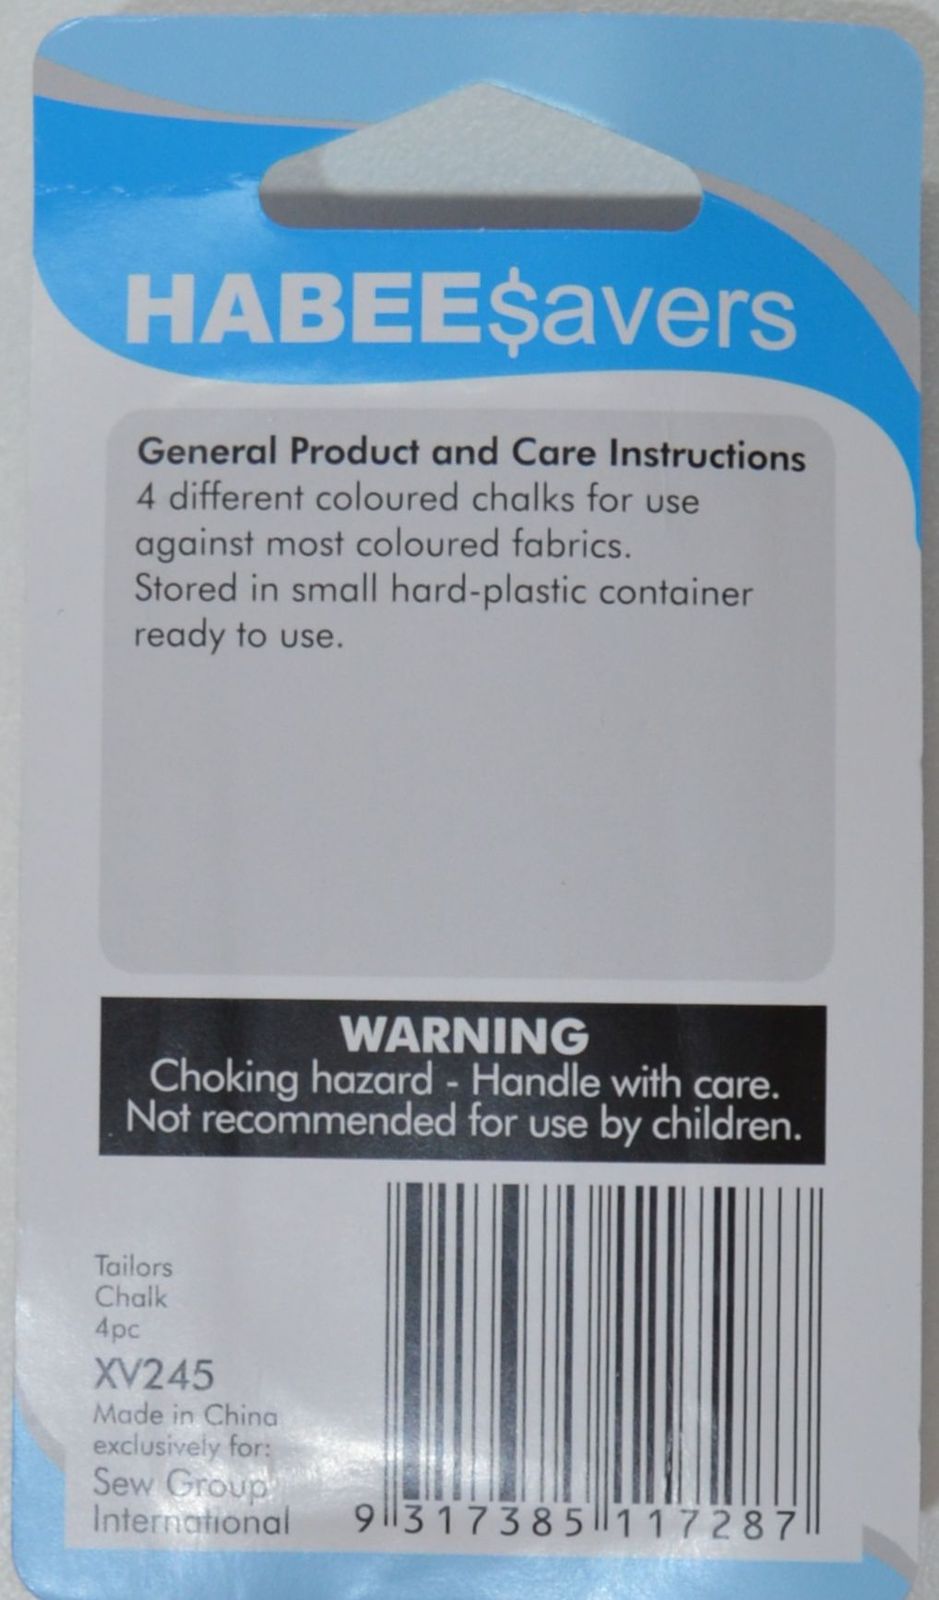 HABEE$avers
General Product and Care Instructions
4 different coloured chalks for use
against most coloured fabrics.
Stored in small hard-plastic container
ready to use.
WARNING
Choking hazard - Handle with care.
Not recommended for use by children.
Tailors
Chalk
4pc
XV245
Made in China
exclusively for:
Sew Group
International
9 317385 117287